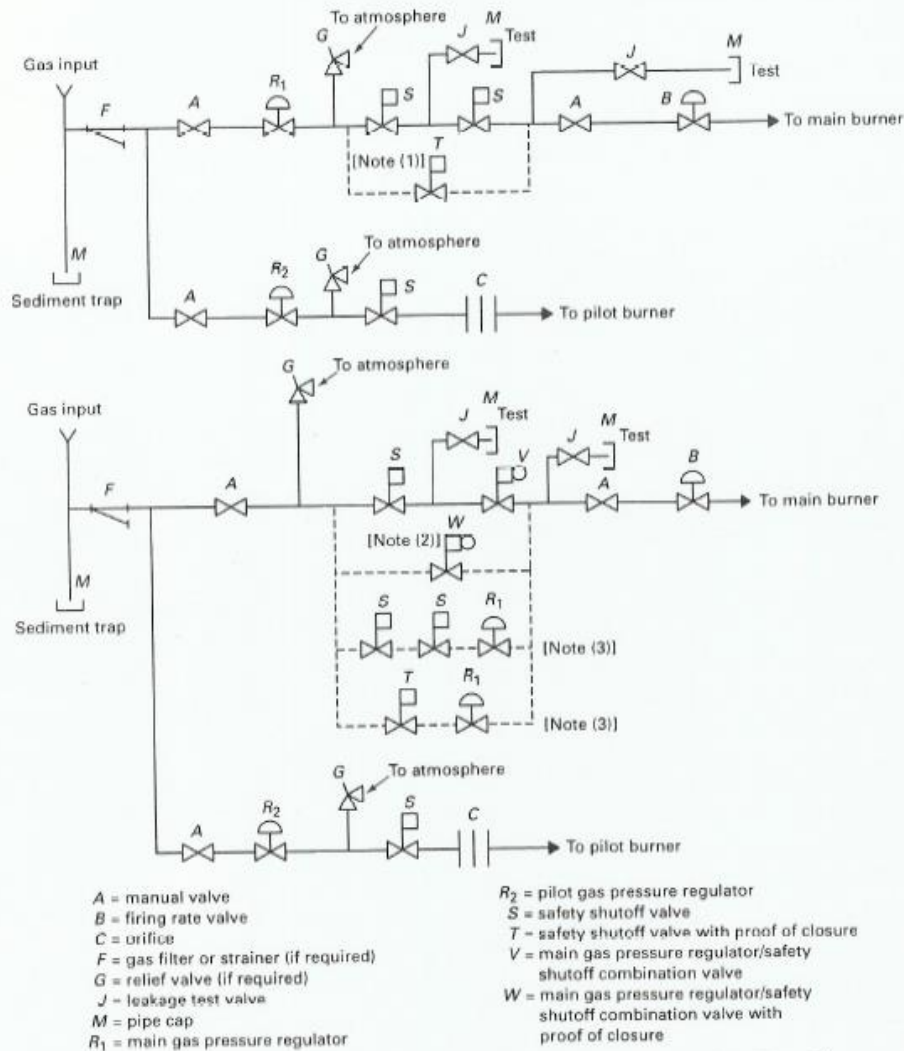 To atmosphere
G
J
M
Test
J
M
Test
Gas input
F
A
R1
S
S
A
B
To main burner
[Note (1)]
T
M
Sediment trap
To atmosphere
G
R2
S
C
A
To pilot burner
G
To atmosphere
Gas input
F
A
S
J
M
Test
V
J
M
Test
A
B
To main burner
[Note (2)]
W
M
Sediment trap
S
S
R1
[Note (3)]
T
R1
[Note (3)]
G
To atmosphere
R2
S
C
A
To pilot burner
A = manual valve
B = firing rate valve
C = orifice
F = gas filter or strainer (if required)
G = relief valve (if required)
J = leakage test valve
M = pipe cap
R1 = main gas pressure regulator
R2 = pilot gas pressure regulator
S = safety shutoff valve
T = safety shutoff valve with proof of closure
V = main gas pressure regulator/safety
shutoff combination valve
W = main gas pressure regulator/safety
shutoff combination valve with
proof of closure